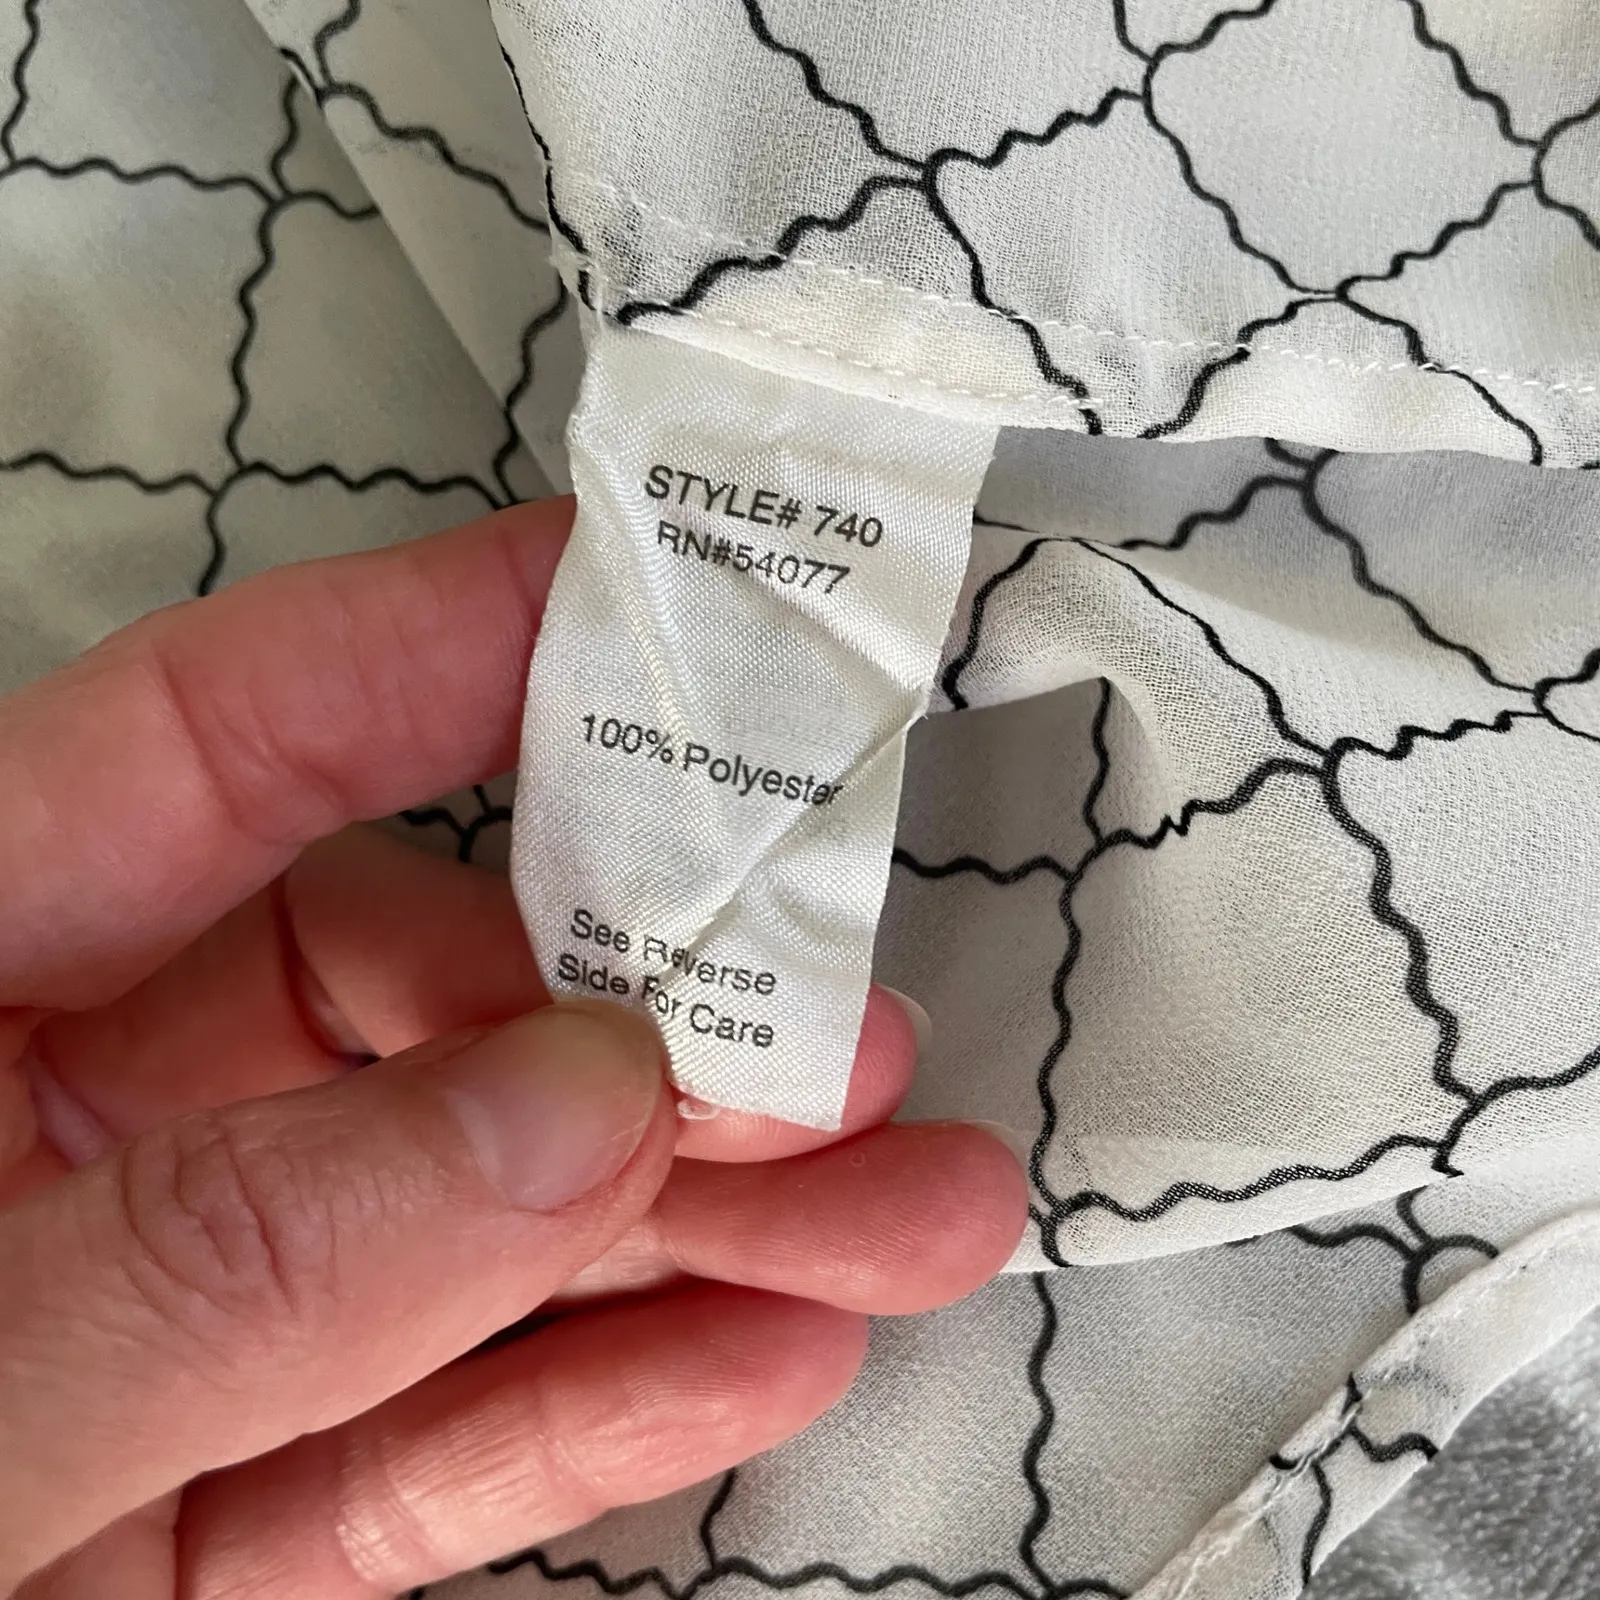 STYLE# 740
RN#54077
100% Polyester
See Reverse
Side For Care